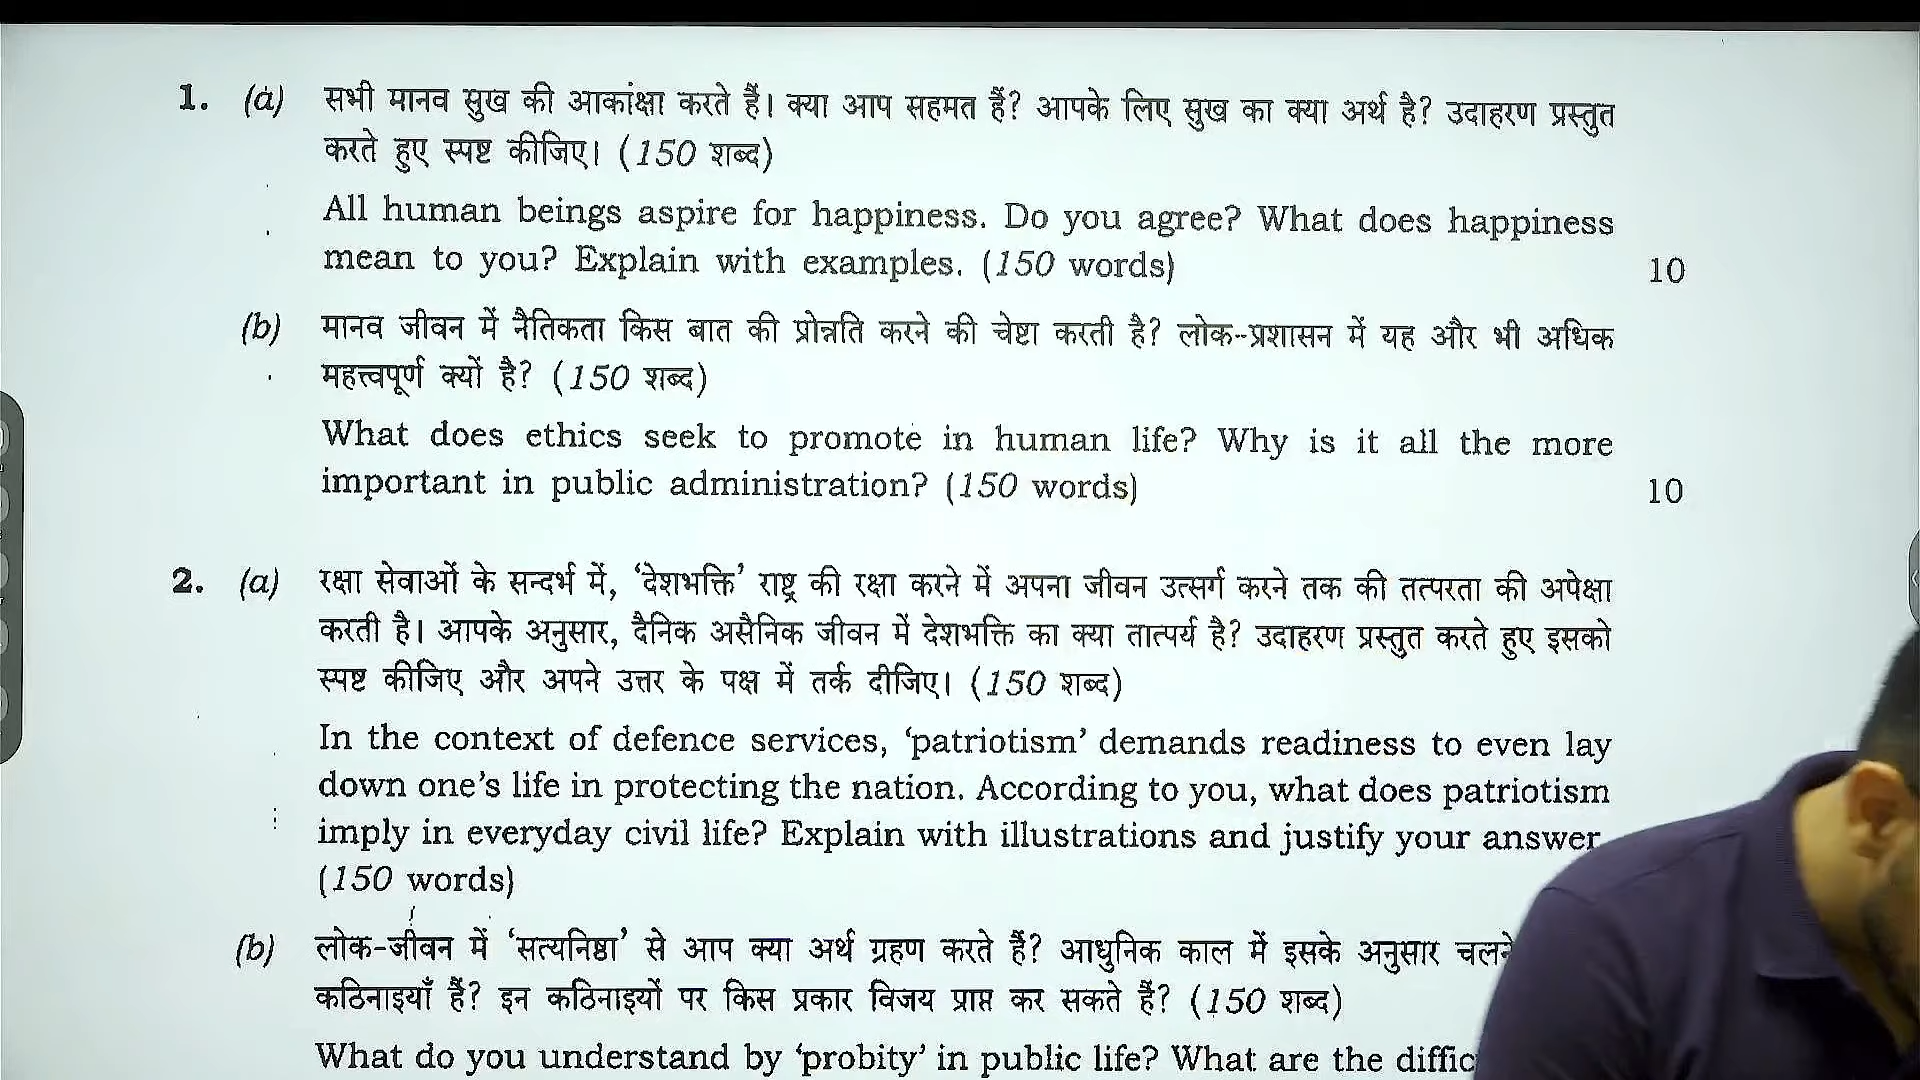 1. (a) सभी मानव सुख की आकांक्षा करते हैं। क्या आप सहमत हैं? आपके लिए सुख का क्या अर्थ है? उदाहरण प्रस्तुत
करते हुए स्पष्ट कीजिए। (150 शब्द)
All human beings aspire for happiness. Do you agree? What does happiness
mean to you? Explain with examples. (150 words) 10
(b) मानव जीवन में नैतिकता किस बात की प्रोन्नति करने की चेष्टा करती है? लोक-प्रशासन में यह और भी अधिक
महत्त्वपूर्ण क्यों है? (150 शब्द)
What does ethics seek to promote in human life? Why is it all the more
important in public administration? (150 words) 10
2. (a) रक्षा सेवाओं के सन्दर्भ में, ‘देशभक्ति’ राष्ट्र की रक्षा करने में अपना जीवन उत्सर्ग करने तक की तत्परता की अपेक्षा
करती है। आपके अनुसार, दैनिक असैनिक जीवन में देशभक्ति का क्या तात्पर्य है? उदाहरण प्रस्तुत करते हुए इसको
स्पष्ट कीजिए और अपने उत्तर के पक्ष में तर्क दीजिए। (150 शब्द)
In the context of defence services, ‘patriotism’ demands readiness to even lay
down one’s life in protecting the nation. According to you, what does patriotism
imply in everyday civil life? Explain with illustrations and justify your answer
(150 words)
(b) लोक-जीवन में ‘सत्यनिष्ठा’ से आप क्या अर्थ ग्रहण करते हैं? आधुनिक काल में इसके अनुसार चलने
कठिनाइयाँ हैं? इन कठिनाइयों पर किस प्रकार विजय प्राप्त कर सकते हैं? (150 शब्द)
What do you understand by ‘probity’ in public life? What are the